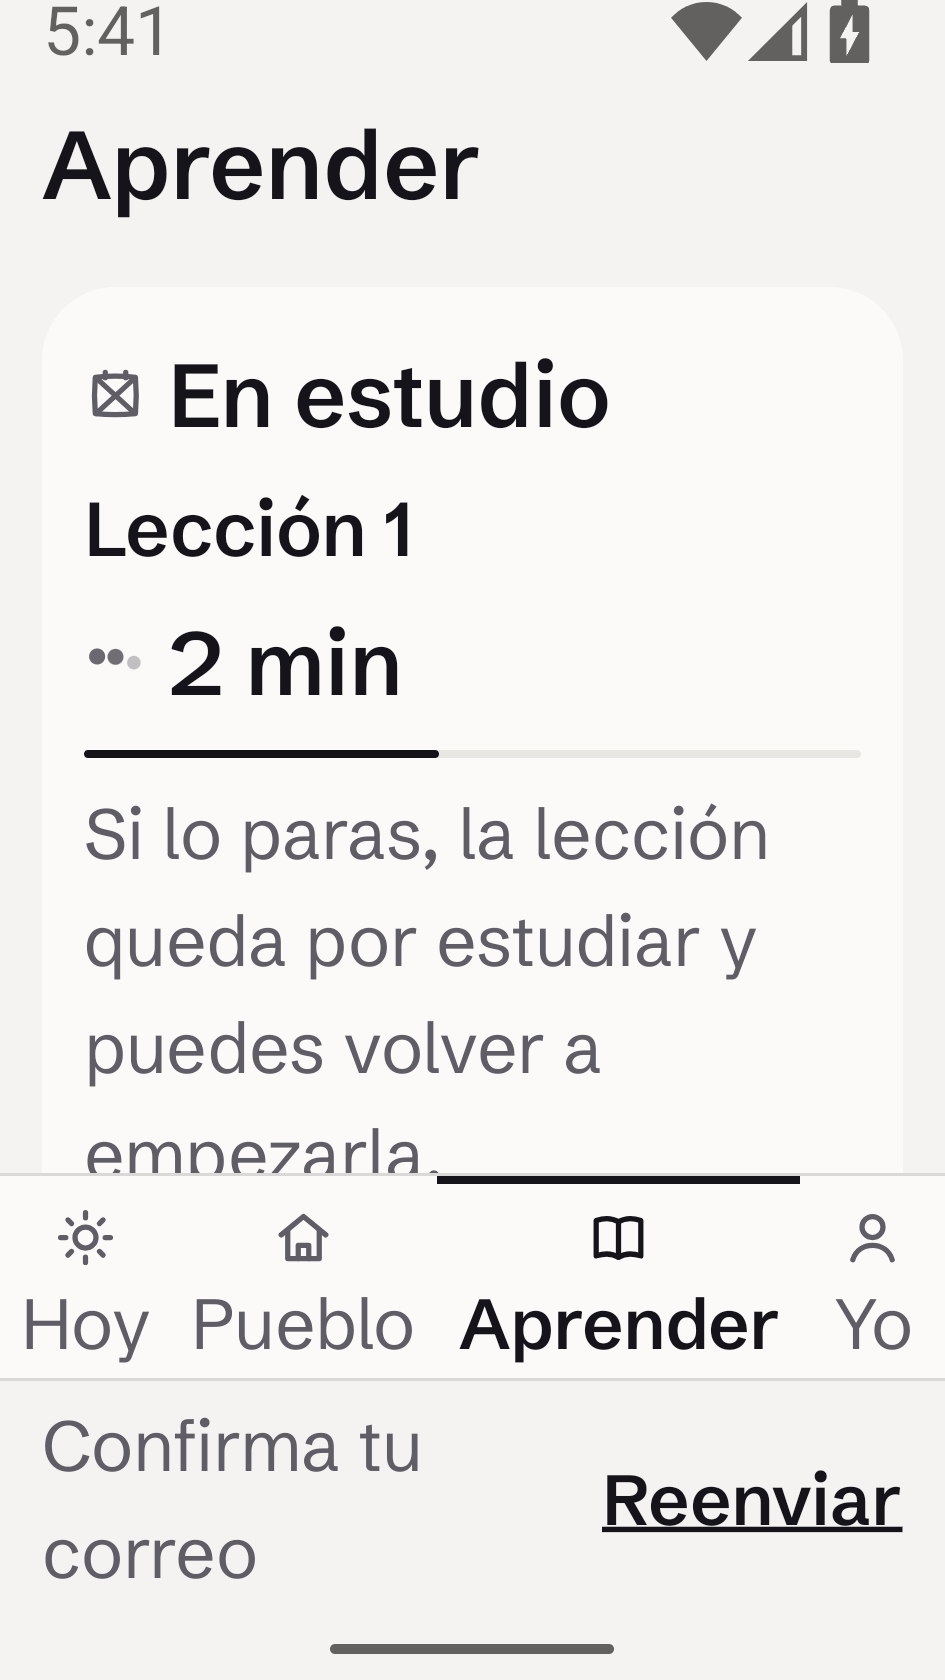 5:41
Aprender
En estudio
Lección 1
2 min
Si lo paras, la lección
queda por estudiar y
puedes volver a
empezarla.
Hoy Pueblo Aprender Yo
Confirma tu
correo
Reenviar